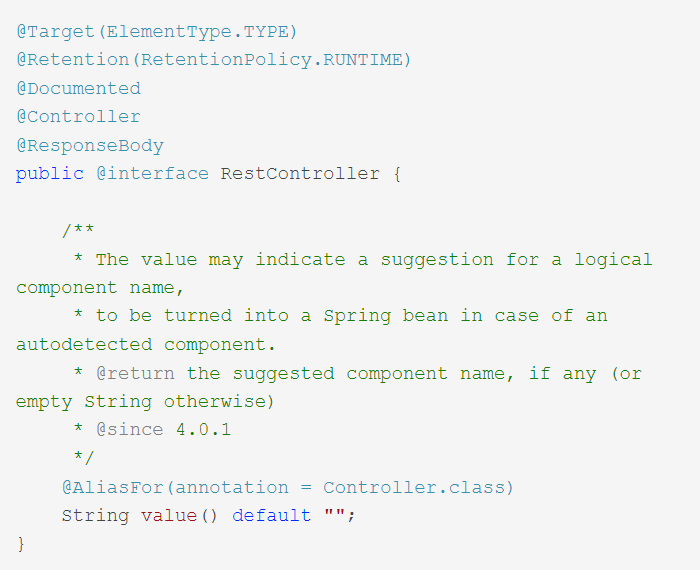 @Target(ElementType.TYPE)
@Retention(RetentionPolicy.RUNTIME)
@Documented
@Controller
@ResponseBody
public @interface RestController {

    /**
     * The value may indicate a suggestion for a logical
component name,
     * to be turned into a Spring bean in case of an
autodetected component.
     * @return the suggested component name, if any (or
empty String otherwise)
     * @since 4.0.1
     */
    @AliasFor(annotation = Controller.class)
    String value() default "";
}